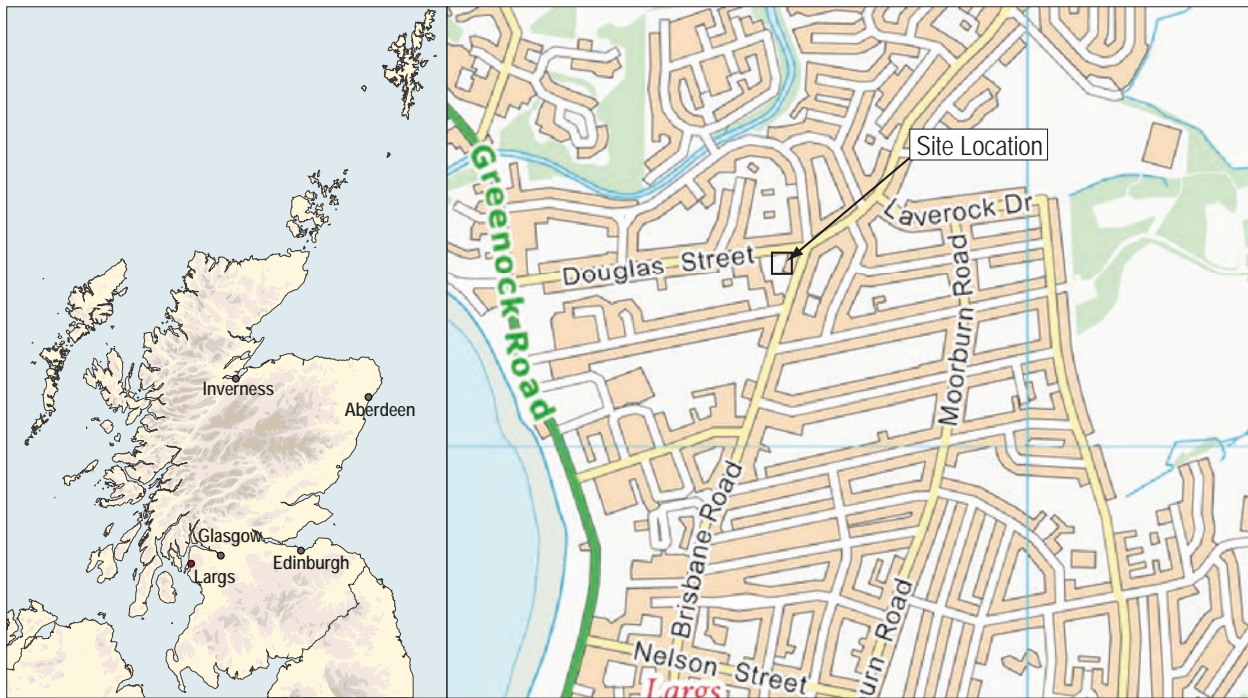 Inverness
Aberdeen
Glasgow
Edinburgh
Largs
Site Location
Greenock Road
Laverock Dr
Douglas Street
Moorburn Road
Brisbane Road
Nelson Street
urn Road
Largs